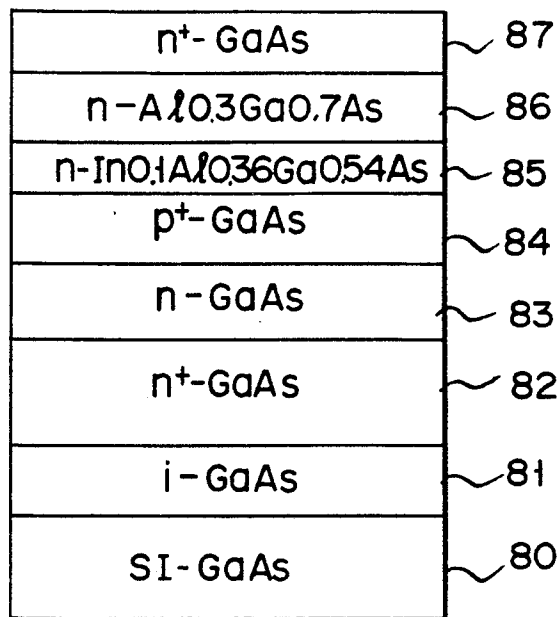 n⁺-GaAs 87
n-Aℓ0.3Ga0.7As 86
n-In0.1Aℓ0.36Ga0.54As 85
p⁺-GaAs 84
n-GaAs 83
n⁺-GaAs 82
i-GaAs 81
SI-GaAs 80